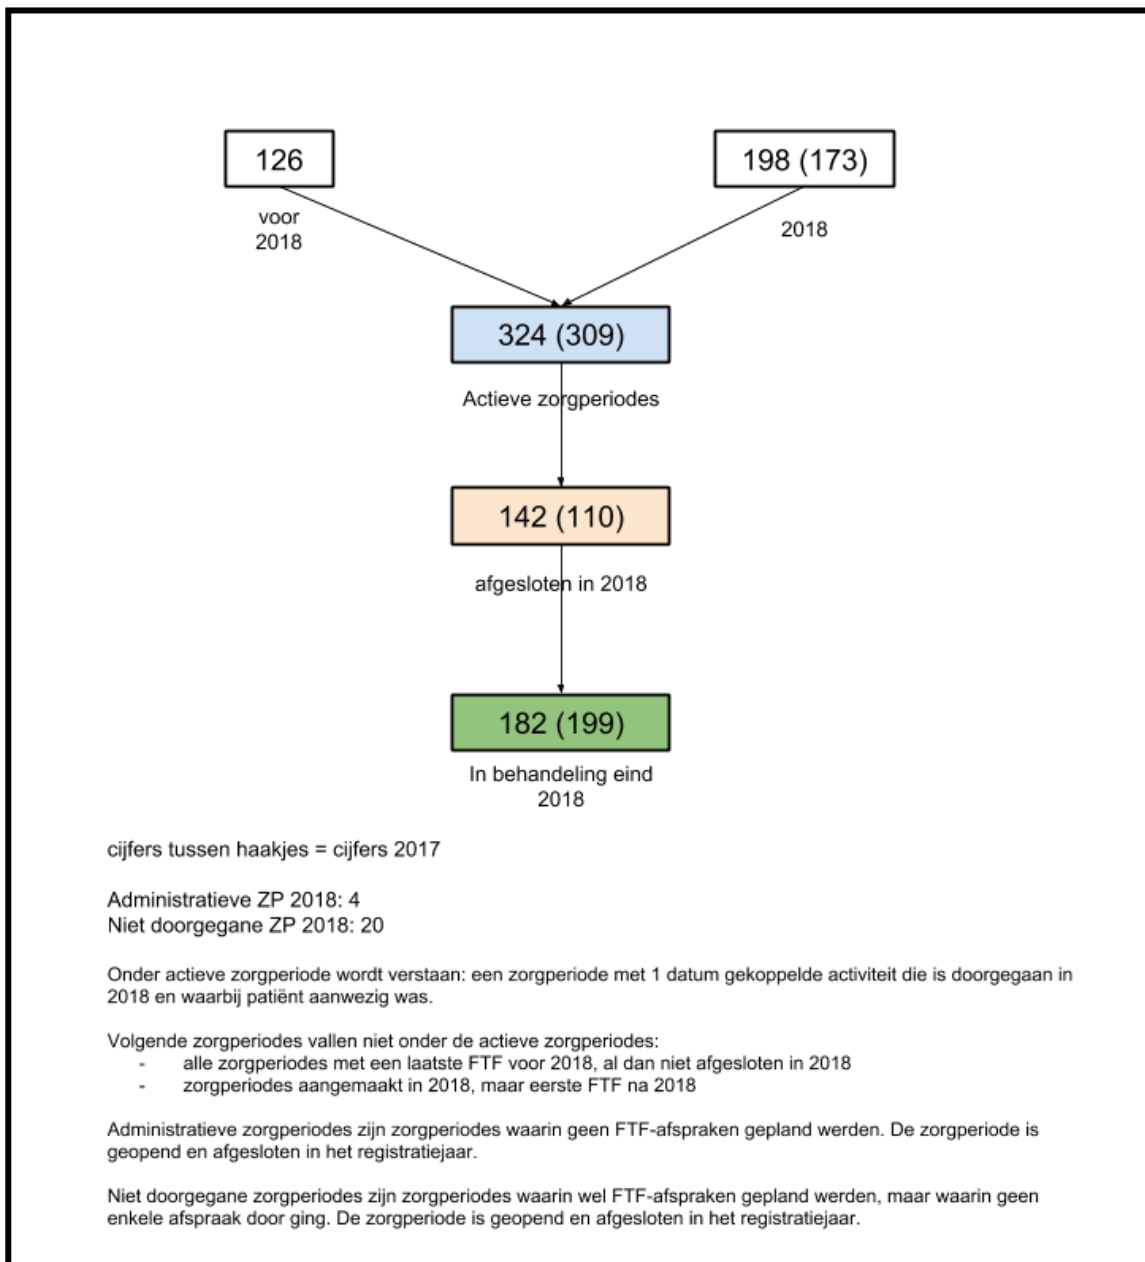 126
198 (173)
voor
2018
2018
324 (309)
Actieve zorgperiodes
142 (110)
afgesloten in 2018
182 (199)
In behandeling eind
2018
cijfers tussen haakjes = cijfers 2017
Administratieve ZP 2018: 4
Niet doorgegane ZP 2018: 20
Onder actieve zorgperiode wordt verstaan: een zorgperiode met 1 datum gekoppelde activiteit die is doorgegaan in
2018 en waarbij patiënt aanwezig was.
Volgende zorgperiodes vallen niet onder de actieve zorgperiodes:
- alle zorgperiodes met een laatste FTF voor 2018, al dan niet afgesloten in 2018
- zorgperiodes aangemaakt in 2018, maar eerste FTF na 2018
Administratieve zorgperiodes zijn zorgperiodes waarin geen FTF-afspraken gepland werden. De zorgperiode is
geopend en afgesloten in het registratiejaar.
Niet doorgegane zorgperiodes zijn zorgperiodes waarin wel FTF-afspraken gepland werden, maar waarin geen
enkele afspraak door ging. De zorgperiode is geopend en afgesloten in het registratiejaar.